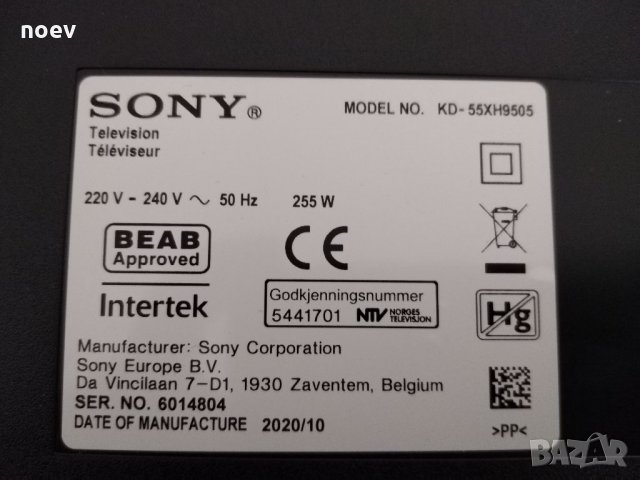 noev
SONY®
MODEL NO. KD-55XH9505
Television
Téléviseur
220 V - 240 V ~ 50 Hz 255 W
BEAB
Approved
CE
Intertek
Godkjenningsnummer
5441701 NTV NORGES TELEVISJON
Hg
Manufacturer: Sony Corporation
Sony Europe B.V.
Da Vincilaan 7-D1, 1930 Zaventem, Belgium
SER. NO. 6014804
DATE OF MANUFACTURE 2020/10
>PP<
BAZAR